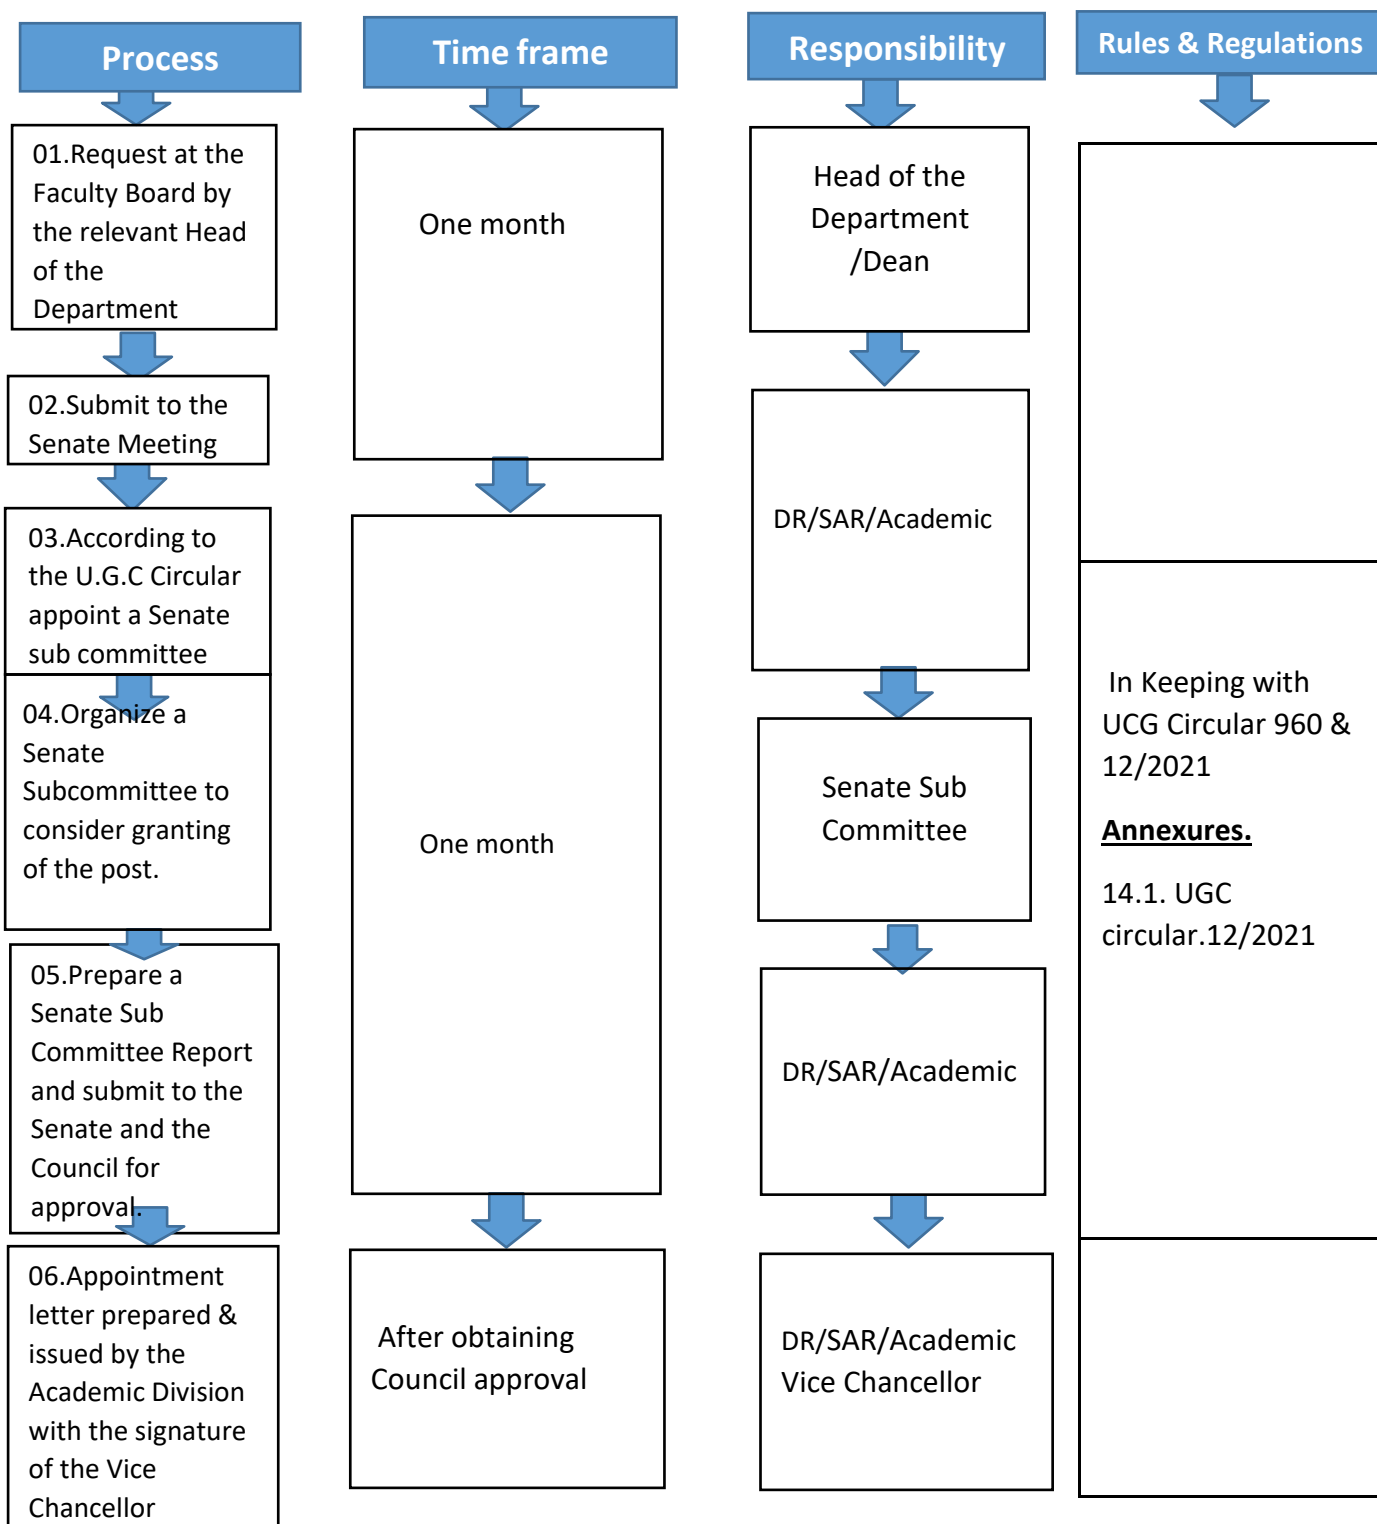 Process
01.Request at the
Faculty Board by
the relevant Head
of the
Department
02.Submit to the
Senate Meeting
03.According to
the U.G.C Circular
appoint a Senate
sub committee
04.Organize a
Senate
Subcommittee to
consider granting
of the post.
05.Prepare a
Senate Sub
Committee Report
and submit to the
Senate and the
Council for
approval.
06.Appointment
letter prepared &
issued by the
Academic Division
with the signature
of the Vice
Chancellor
Time frame
One month
One month
After obtaining
Council approval
Responsibility
Head of the
Department
/Dean
DR/SAR/Academic
Senate Sub
Committee
DR/SAR/Academic
DR/SAR/Academic
Vice Chancellor
Rules & Regulations
In Keeping with
UCG Circular 960 &
12/2021
Annexures.
14.1. UGC
circular.12/2021